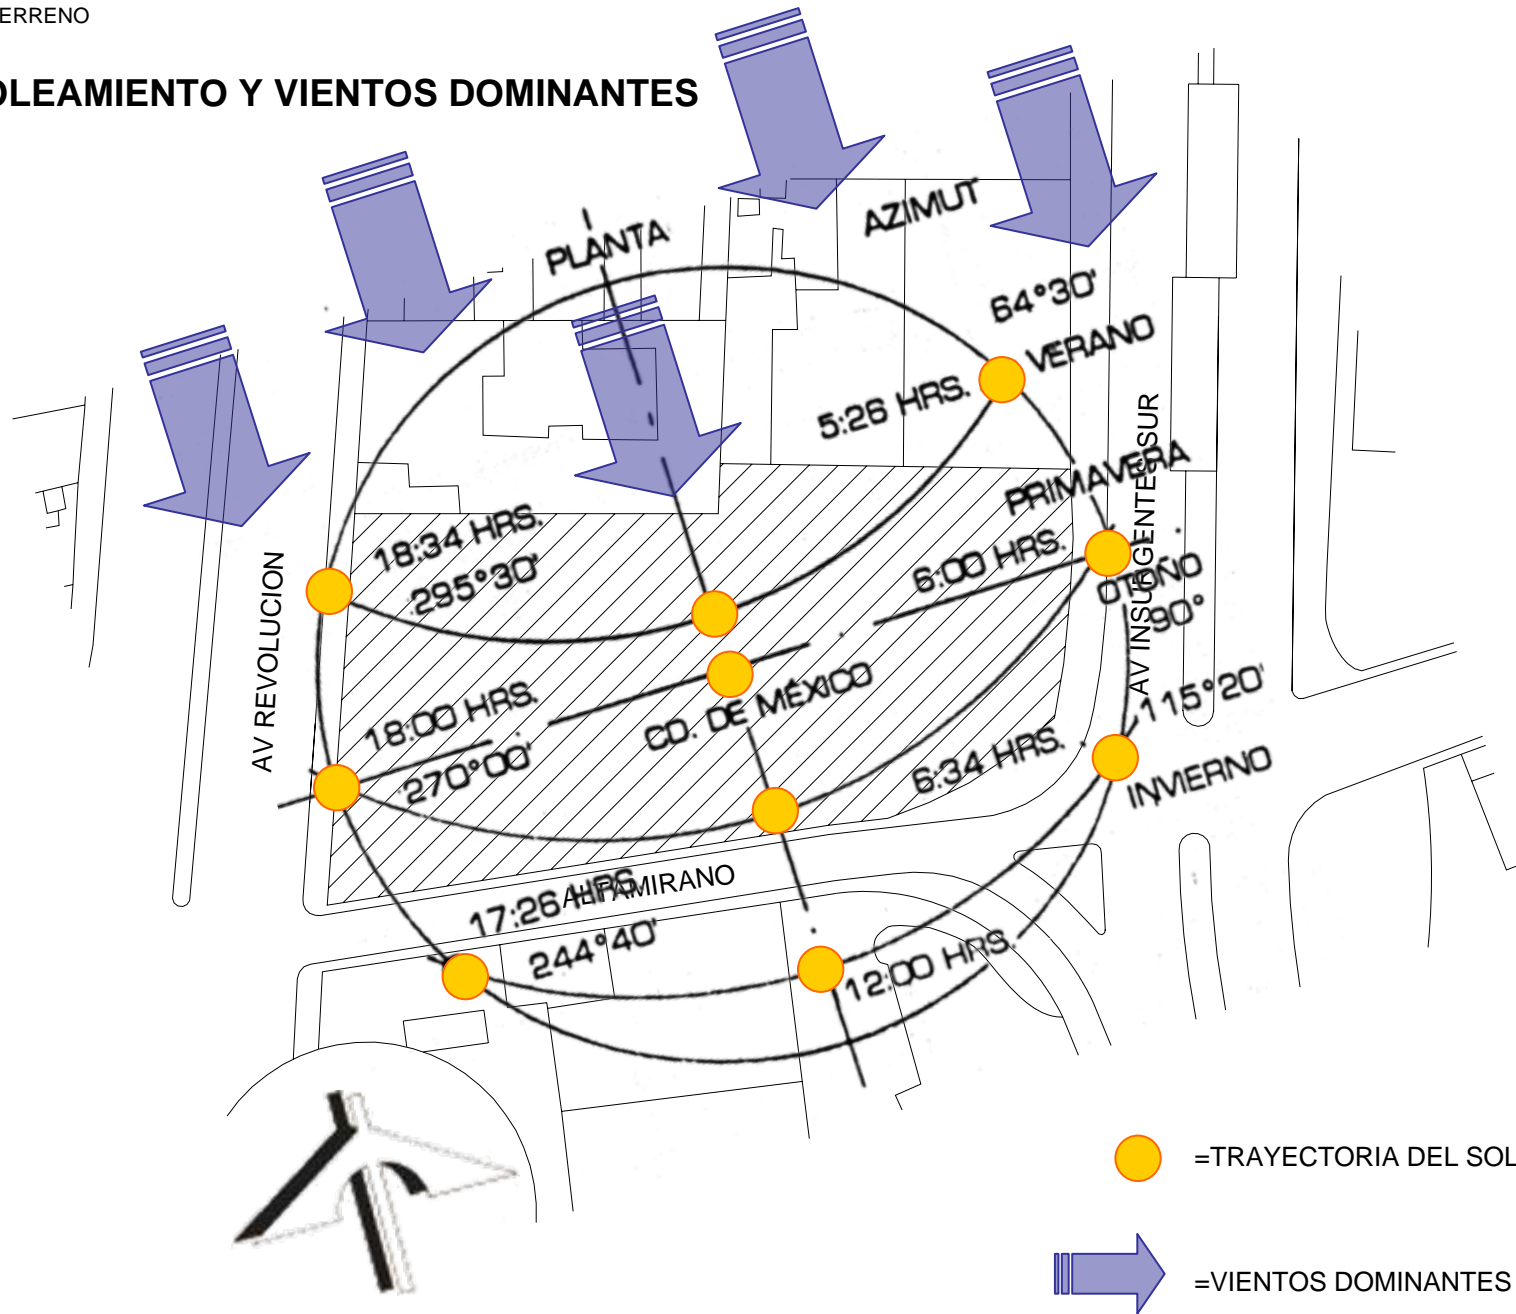 ERRENO
OLEAMIENTO Y VIENTOS DOMINANTES
PLANTA
AZIMUT
64°30'
VERANO
5:26 HRS.
PRIMAVERA
AV INSURGENTES SUR
18:34 HRS.
295°30'
6:00 HRS.
OTOÑO
90°
AV REVOLUCION
18:00 HRS.
270°00'
CD. DE MÉXICO
115°20'
6:34 HRS.
INVIERNO
17:26 HRS.
ALTAMIRANO
244°40'
12:00 HRS.
=TRAYECTORIA DEL SOL
=VIENTOS DOMINANTES